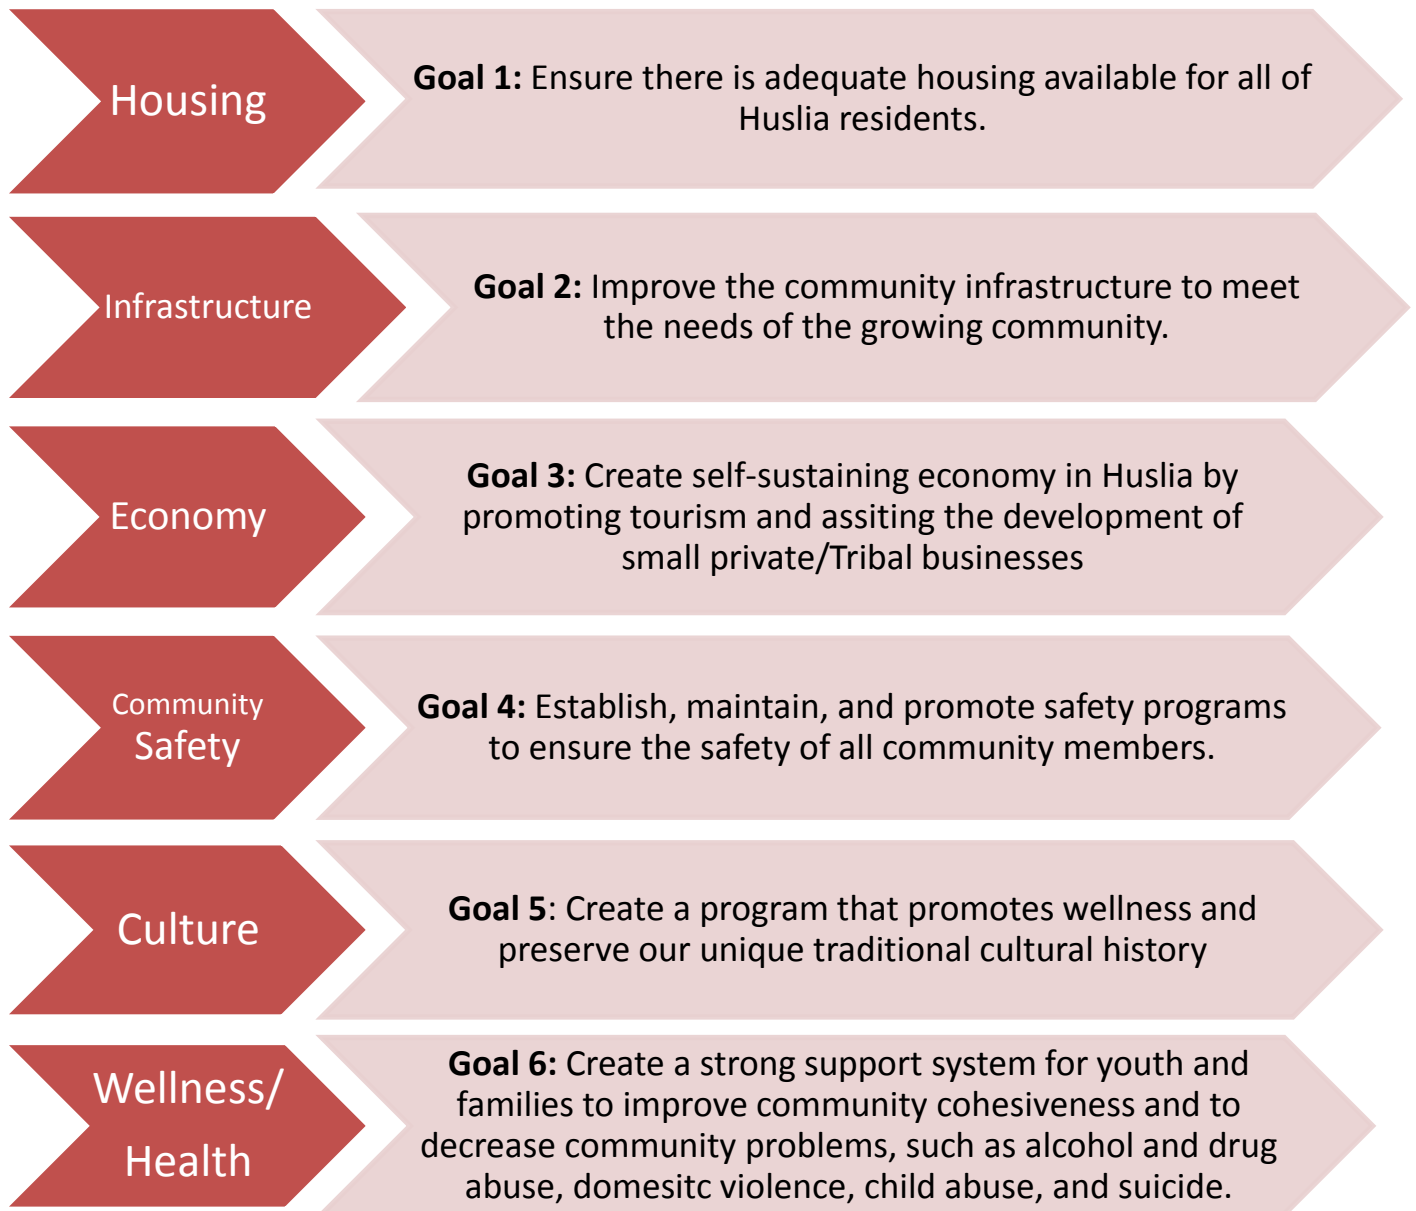 Housing
Goal 1: Ensure there is adequate housing available for all of
Huslia residents.
Infrastructure
Goal 2: Improve the community infrastructure to meet
the needs of the growing community.
Economy
Goal 3: Create self-sustaining economy in Huslia by
promoting tourism and assiting the development of
small private/Tribal businesses
Community
Safety
Goal 4: Establish, maintain, and promote safety programs
to ensure the safety of all community members.
Culture
Goal 5: Create a program that promotes wellness and
preserve our unique traditional cultural history
Wellness/
Health
Goal 6: Create a strong support system for youth and
families to improve community cohesiveness and to
decrease community problems, such as alcohol and drug
abuse, domesitc violence, child abuse, and suicide.